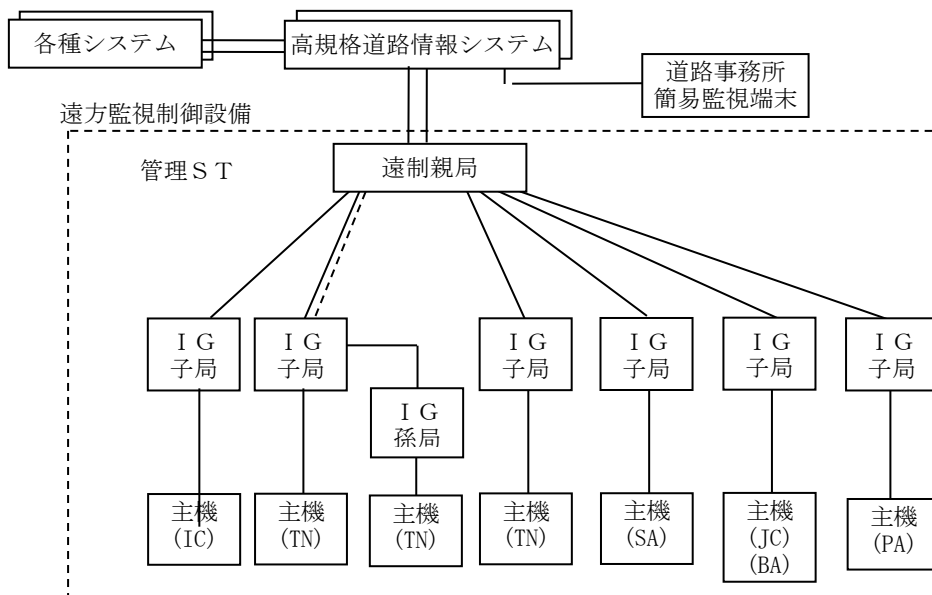 各種システム
高規格道路情報システム
道路事務所
簡易監視端末
遠方監視制御設備
管理ＳＴ
遠制親局
ＩＧ
子局
ＩＧ
子局
ＩＧ
子局
ＩＧ
子局
ＩＧ
子局
ＩＧ
子局
ＩＧ
孫局
主機
(IC)
主機
(TN)
主機
(TN)
主機
(TN)
主機
(SA)
主機
(JC)
(BA)
主機
(PA)